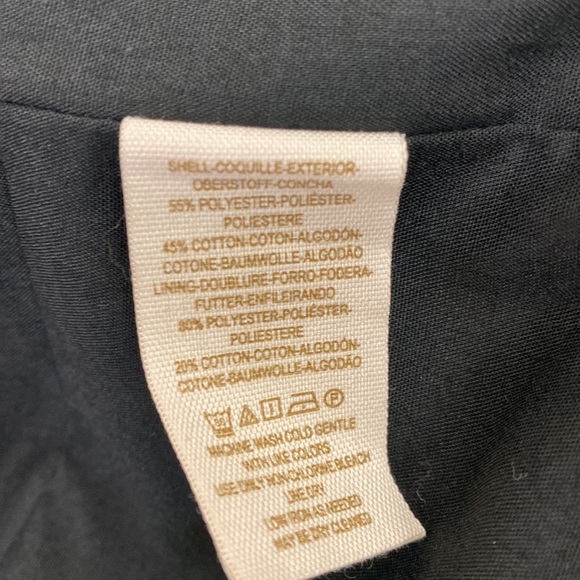 SHELL-COQUILLE-EXTERIOR-
OBERSTOFF-CONCHA
55% POLYESTER-POLIÉSTER-
POLIESTERE
45% COTTON-COTON-ALGODÓN-
COTONE-BAUMWOLLE-ALGODÃO
LINING-DOUBLURE-FORRO-FODERA-
FUTTER-ENFILEIRANDO
80% POLYESTER-POLIÉSTER-
POLIESTERE
20% COTTON-COTON-ALGODÓN-
COTONE-BAUMWOLLE-ALGODÃO
P
MACHINE WASH COLD GENTLE
WITH LIKE COLORS
USE ONLY NON-CHLORINE BLEACH
LINE DRY
LOW IRON AS NEEDED
MAY BE DRY CLEANED